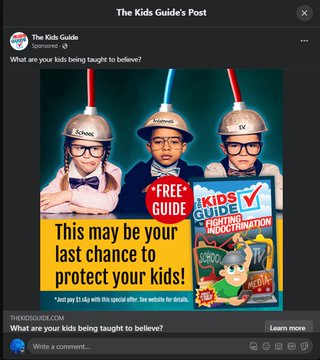 The Kids Guide's Post
The Kids Guide
Sponsored ·
What are your kids being taught to believe?
School
Internet
TV
*FREE*
GUIDE
This may be your
last chance to
protect your kids!
*Just pay $1 s&p with this special offer. See website for details.
the KIDS
GUIDE
to FIGHTING
INDOCTRINATION
SCHOOL
TV
MEDIA
THEKIDSGUIDE.COM
What are your kids being taught to believe?
Learn more
Write a comment...